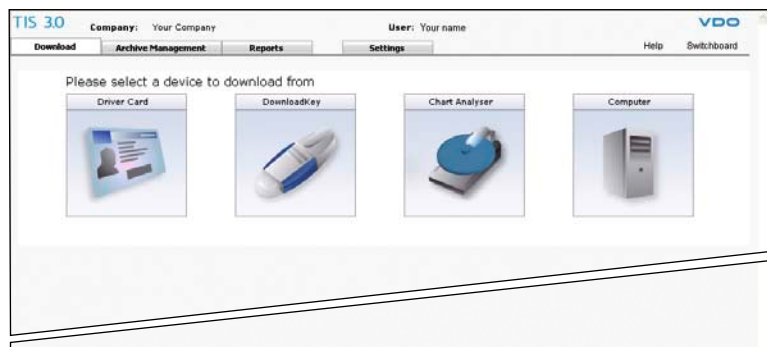 TIS 3.0 Company: Your Company User: Your name VDO
Download Archive Management Reports Settings Help Switchboard
Please select a device to download from
Driver Card DownloadKey Chart Analyser Computer